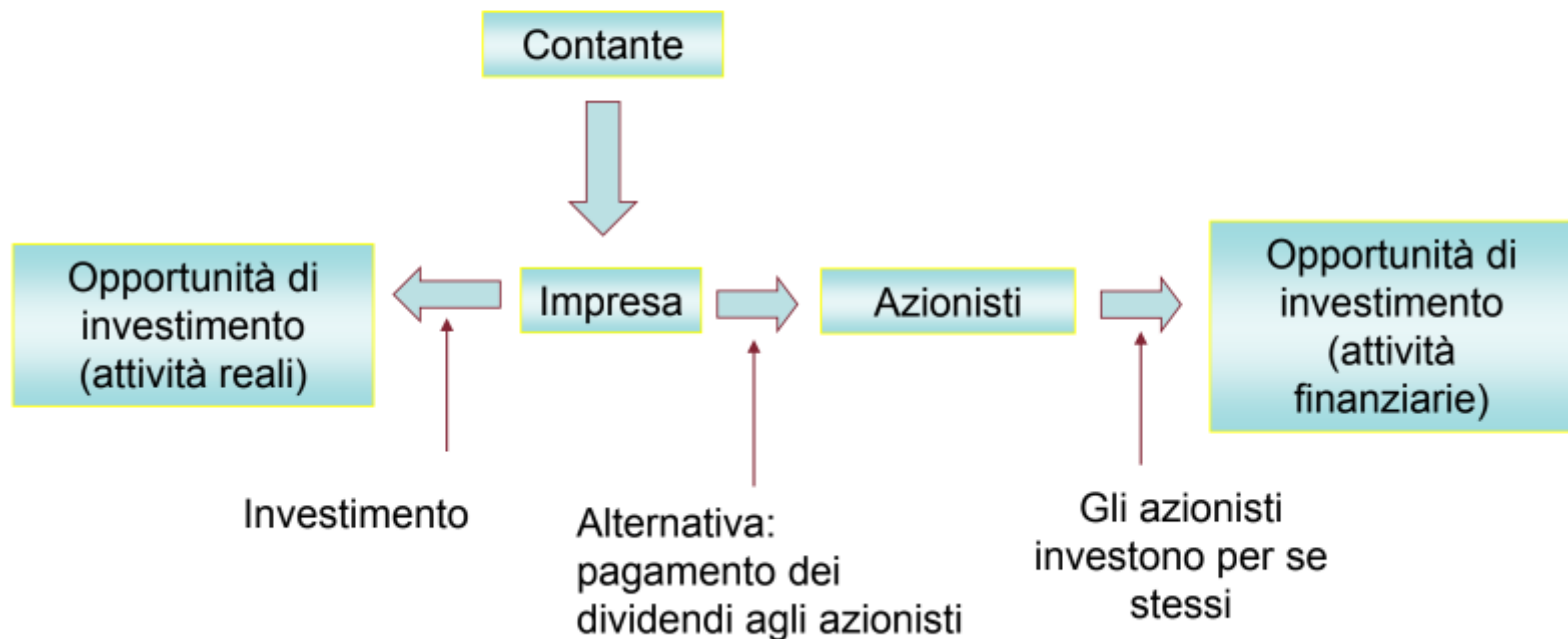 Contante
Opportunità di
investimento
(attività reali)
Impresa
Azionisti
Opportunità di
investimento
(attività
finanziarie)
Investimento
Alternativa:
pagamento dei
dividendi agli azionisti
Gli azionisti
investono per se
stessi